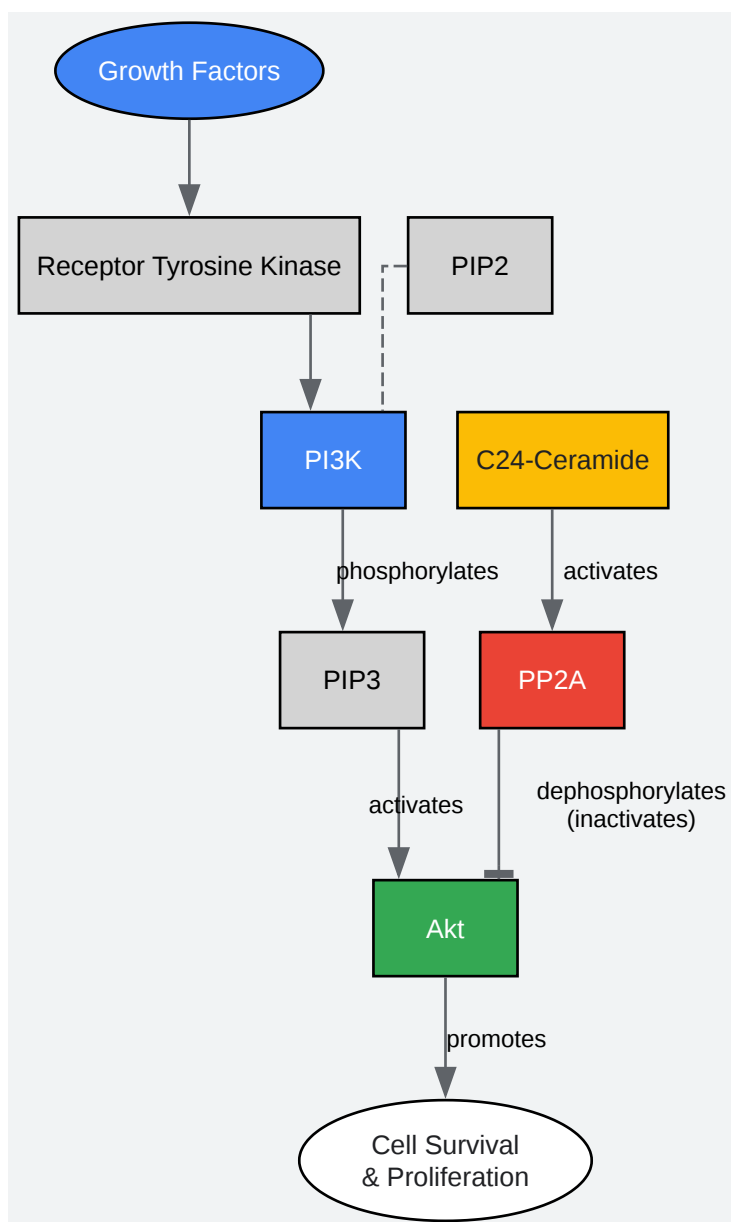 Growth Factors
Receptor Tyrosine Kinase
PIP2
PI3K
C24-Ceramide
phosphorylates
activates
PIP3
PP2A
activates
dephosphorylates
(inactivates)
Akt
promotes
Cell Survival
& Proliferation